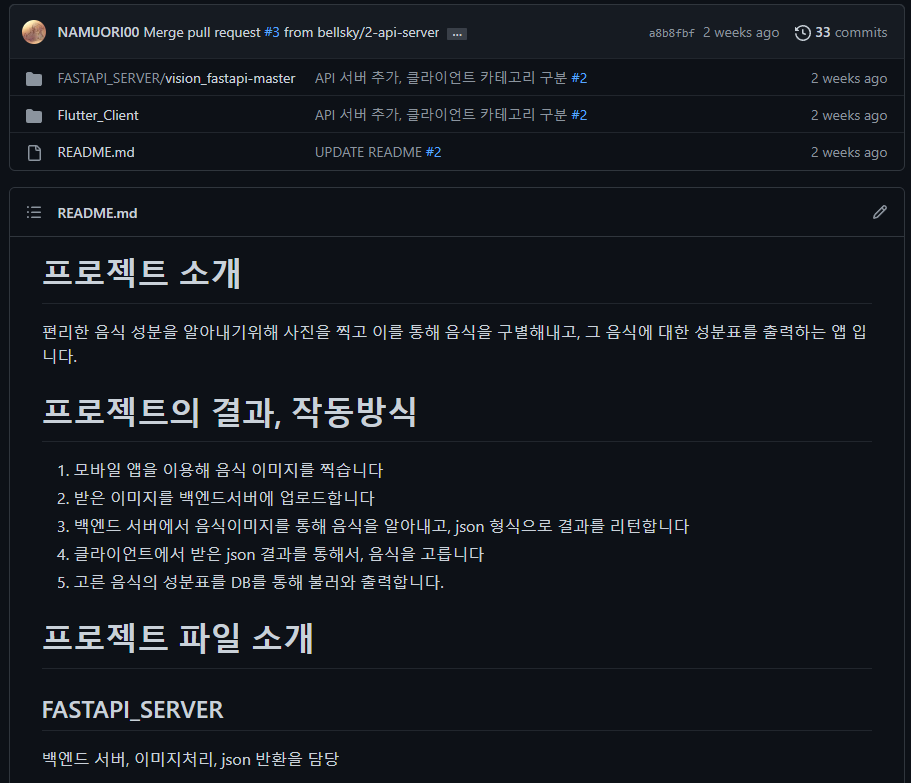 NAMUORI00 Merge pull request #3 from bellsky/2-api-server ... a8b8fbf 2 weeks ago 33 commits
FASTAPI_SERVER/vision_fastapi-master API 서버 추가, 클라이언트 카테고리 구분 #2 2 weeks ago
Flutter_Client API 서버 추가, 클라이언트 카테고리 구분 #2 2 weeks ago
README.md UPDATE README #2 2 weeks ago
README.md
프로젝트 소개
편리한 음식 성분을 알아내기위해 사진을 찍고 이를 통해 음식을 구별해내고, 그 음식에 대한 성분표를 출력하는 앱 입
니다.
프로젝트의 결과, 작동방식
1. 모바일 앱을 이용해 음식 이미지를 찍습니다
2. 받은 이미지를 백엔드서버에 업로드합니다
3. 백엔드 서버에서 음식이미지를 통해 음식을 알아내고, json 형식으로 결과를 리턴합니다
4. 클라이언트에서 받은 json 결과를 통해서, 음식을 고릅니다
5. 고른 음식의 성분표를 DB를 통해 불러와 출력합니다.
프로젝트 파일 소개
FASTAPI_SERVER
백엔드 서버, 이미지처리, json 반환을 담당